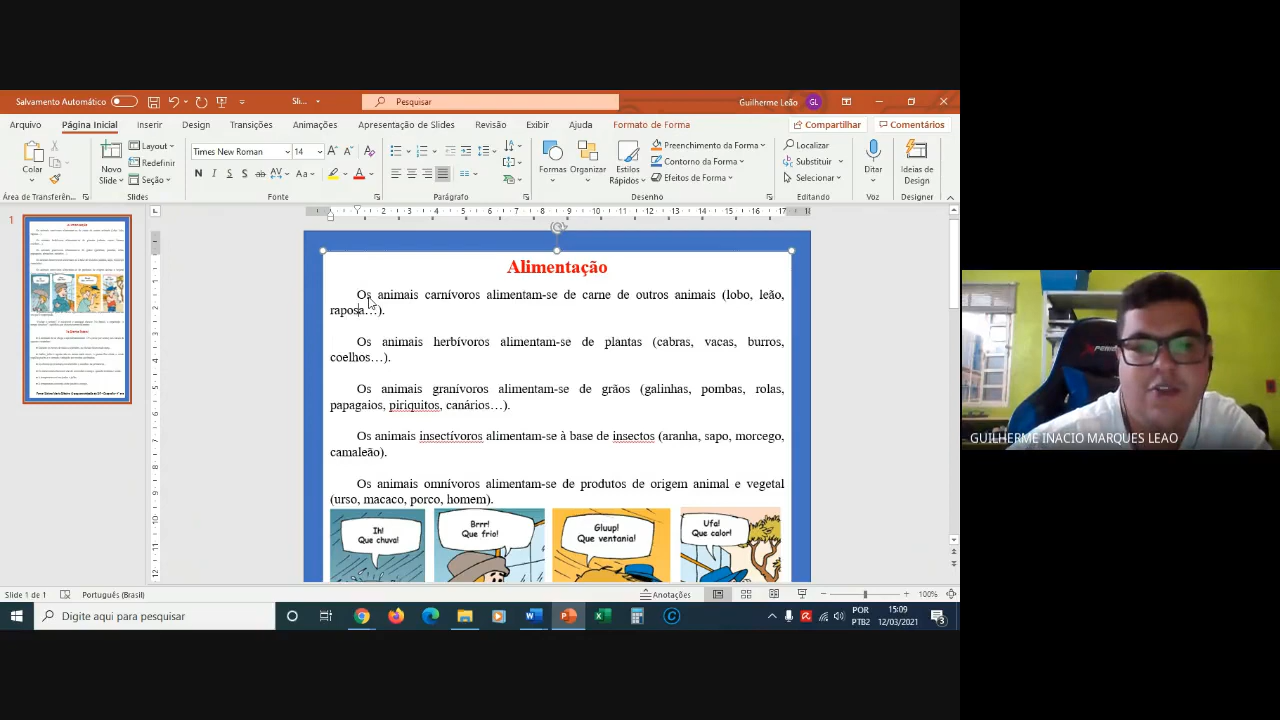 Salvamento Automático
Sli...
Pesquisar
Guilherme Leão
GL
Arquivo
Página Inicial
Inserir
Design
Transições
Animações
Apresentação de Slides
Revisão
Exibir
Ajuda
Formato de Forma
Compartilhar
Comentários
Colar
Novo
Slide
Layout
Redefinir
Seção
Times New Roman
14
N I S S ab AV Aa
Formas
Organizar
Estilos
Rápidos
Preenchimento da Forma
Contorno da Forma
Efeitos de Forma
Localizar
Substituir
Selecionar
Ditar
Ideias de
Design
Área de Transferên...
Slides
Fonte
Parágrafo
Desenho
Editando
Voz
Designer
1
Alimentação
Os animais carnívoros alimentam-se de carne de outros animais (lobo, leão,
raposa…).
Os animais herbívoros alimentam-se de plantas (cabras, vacas, burros,
coelhos…).
Os animais granívoros alimentam-se de grãos (galinhas, pombas, rolas,
papagaios, piriquitos, canários…).
Os animais insectívoros alimentam-se à base de insectos (aranha, sapo, morcego,
camaleão).
Os animais omnívoros alimentam-se de produtos de origem animal e vegetal
(urso, macaco, porco, homem).
Ih!
Que chuva!
Brrr!
Que frio!
Gluup!
Que ventania!
Ufa!
Que calor!
GUILHERME INACIO MARQUES LEAO
Slide 1 de 1
Português (Brasil)
Anotações
100%
Digite aqui para pesquisar
POR
PTB2
15:09
12/03/2021
3